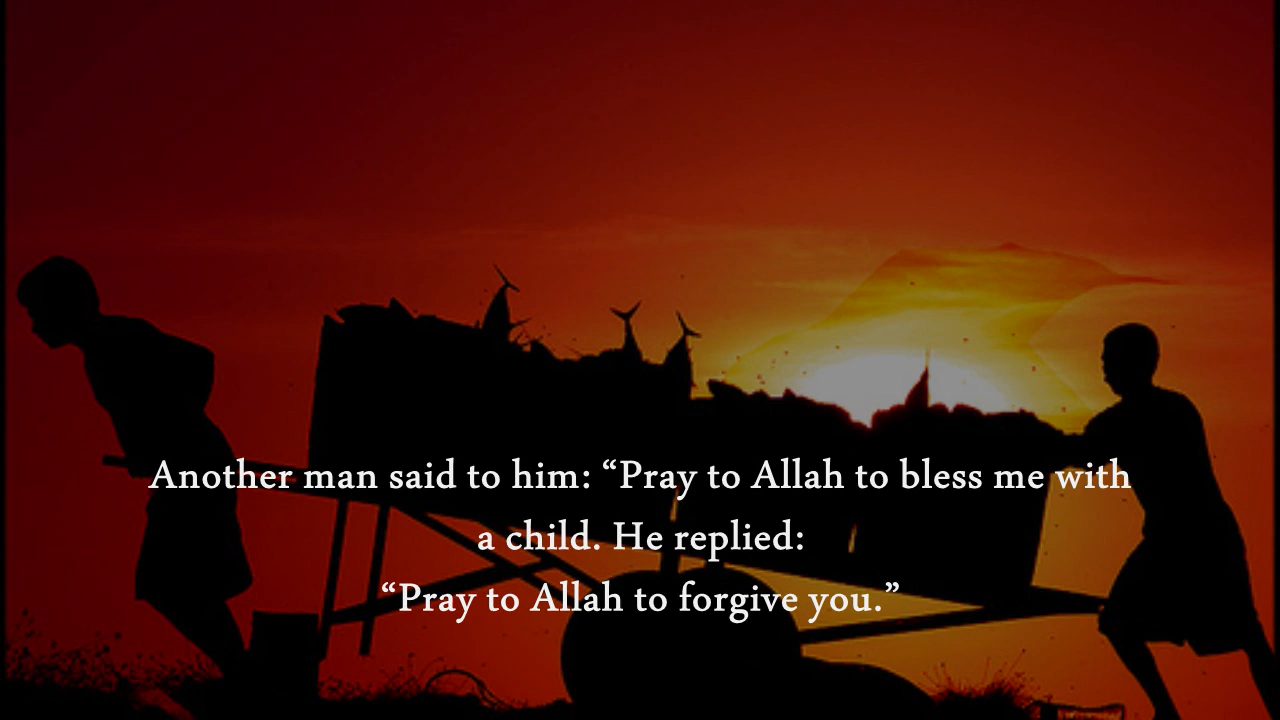 Another man said to him: “Pray to Allah to bless me with
a child. He replied:
“Pray to Allah to forgive you.”